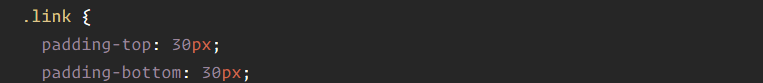 .link {
padding-top: 30px;
padding-bottom: 30px;